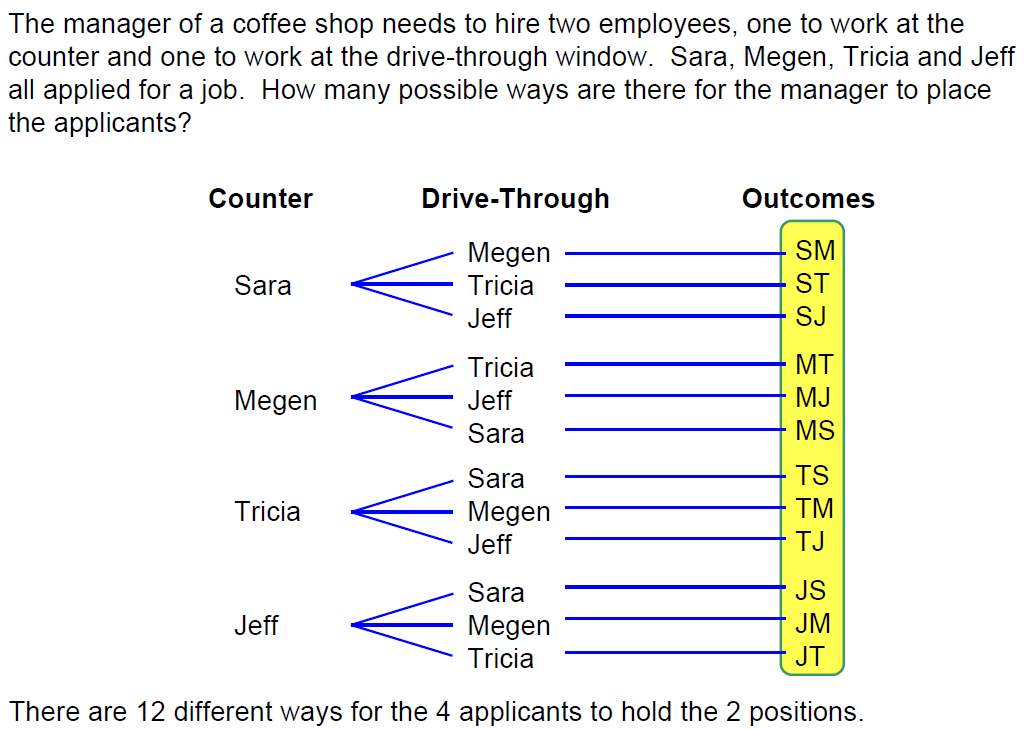 The manager of a coffee shop needs to hire two employees, one to work at the
counter and one to work at the drive-through window.  Sara, Megen, Tricia and Jeff
all applied for a job.  How many possible ways are there for the manager to place
the applicants?
Counter Drive-Through Outcomes
Megen SM
Sara Tricia ST
Jeff SJ
Tricia MT
Megen Jeff MJ
Sara MS
Sara TS
Tricia Megen TM
Jeff TJ
Sara JS
Jeff Megen JM
Tricia JT
There are 12 different ways for the 4 applicants to hold the 2 positions.